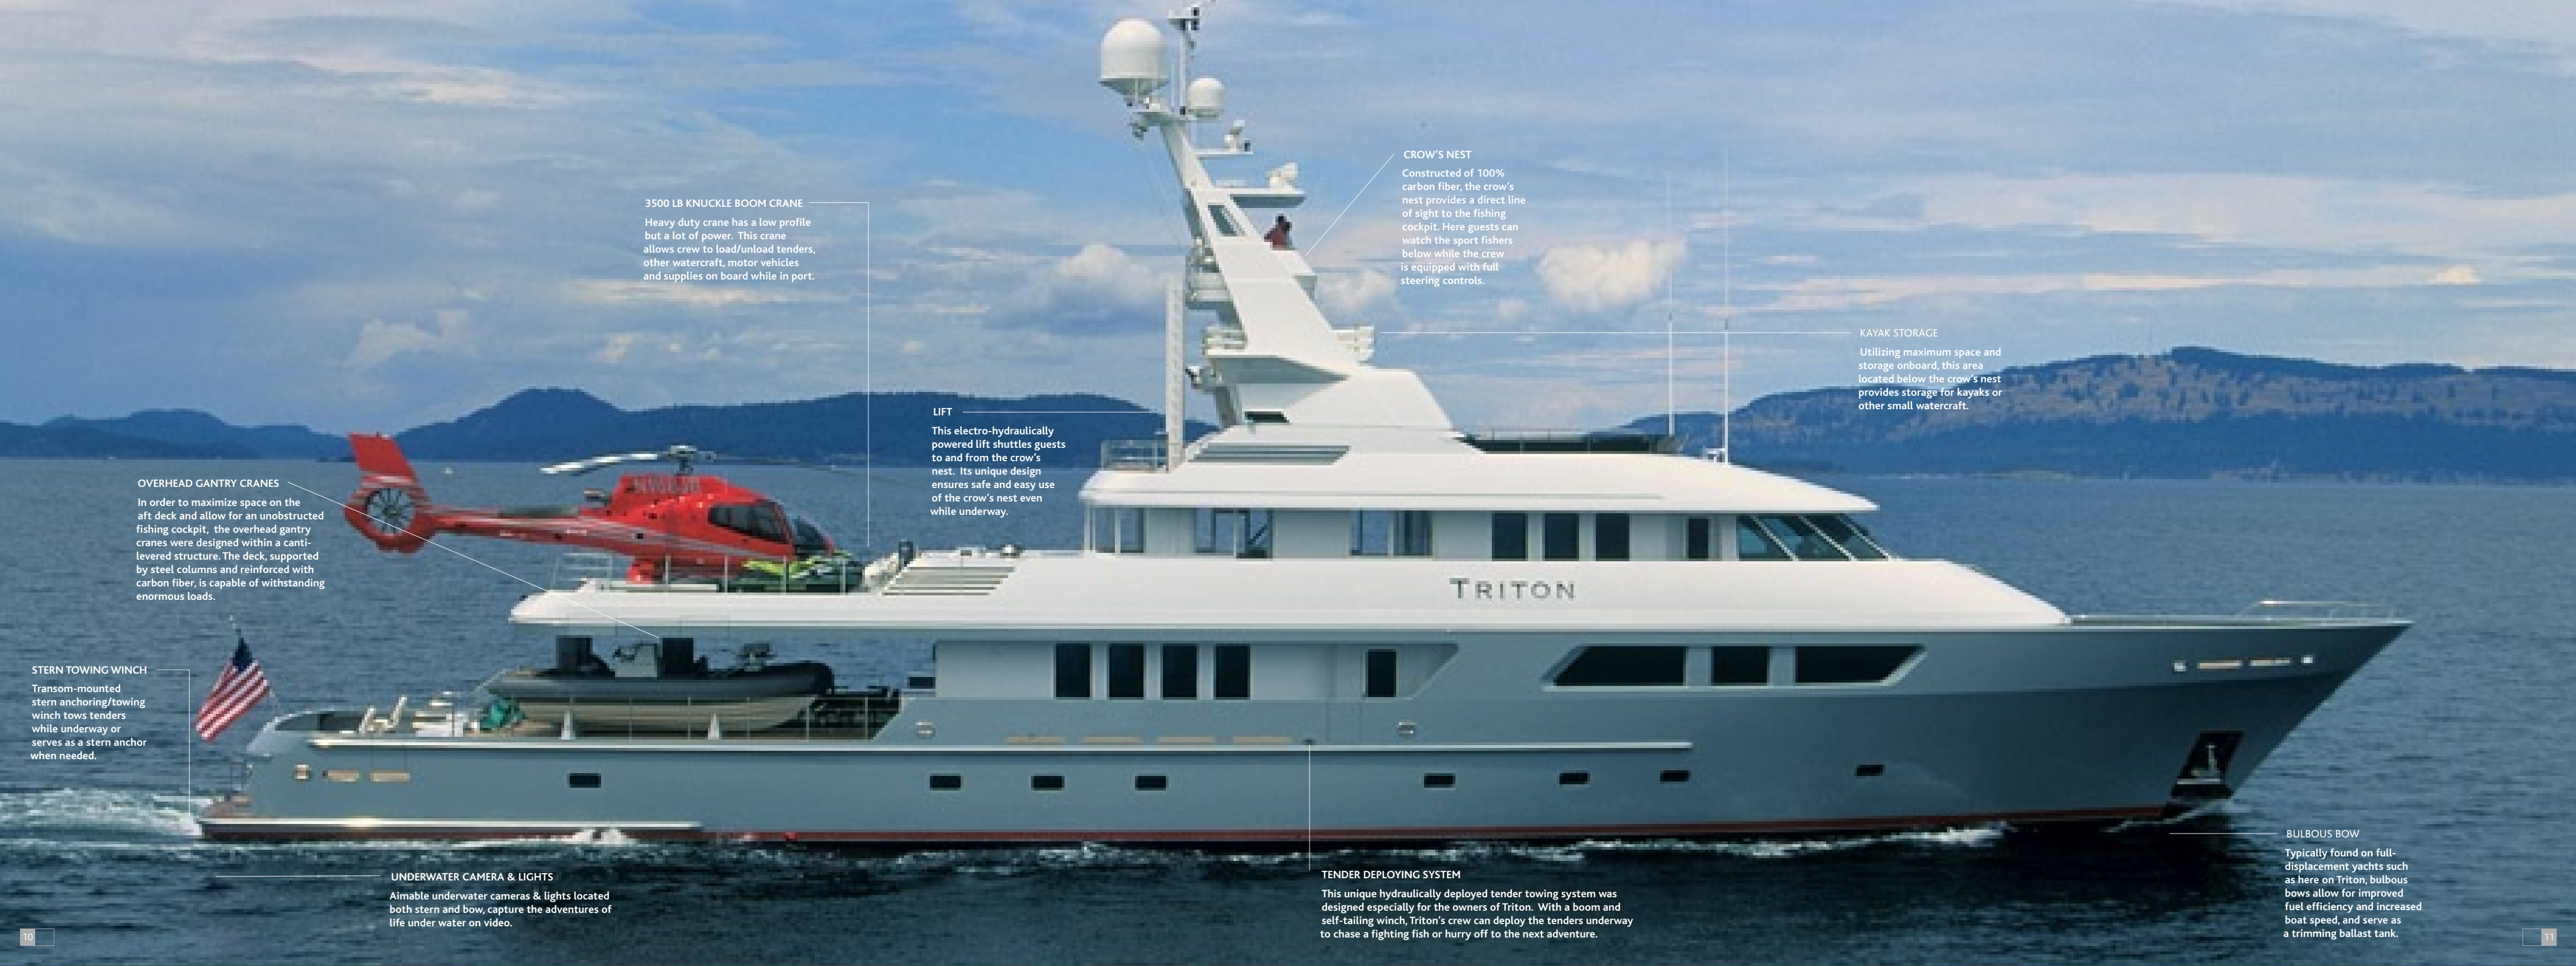 CROW'S NEST
Constructed of 100%
carbon fiber, the crow's
nest provides a direct line
of sight to the fishing
cockpit. Here guests can
watch the sport fishers
below while the crew
is equipped with full
steering controls.
3500 LB KNUCKLE BOOM CRANE
Heavy duty crane has a low profile
but a lot of power. This crane
allows crew to load/unload tenders,
other watercraft, motor vehicles
and supplies on board while in port.
KAYAK STORAGE
Utilizing maximum space and
storage onboard, this area
located below the crow's nest
provides storage for kayaks or
other small watercraft.
LIFT
This electro-hydraulically
powered lift shuttles guests
to and from the crow's
nest. Its unique design
ensures safe and easy use
of the crow's nest even
while underway.
OVERHEAD GANTRY CRANES
In order to maximize space on the
aft deck and allow for an unobstructed
fishing cockpit, the overhead gantry
cranes were designed within a canti-
levered structure. The deck, supported
by steel columns and reinforced with
carbon fiber, is capable of withstanding
enormous loads.
TRITON
STERN TOWING WINCH
Transom-mounted
stern anchoring/towing
winch tows tenders
while underway or
serves as a stern anchor
when needed.
UNDERWATER CAMERA & LIGHTS
Aimable underwater cameras & lights located
both stern and bow, capture the adventures of
life under water on video.
TENDER DEPLOYING SYSTEM
This unique hydraulically deployed tender towing system was
designed especially for the owners of Triton. With a boom and
self-tailing winch, Triton's crew can deploy the tenders underway
to chase a fighting fish or hurry off to the next adventure.
BULBOUS BOW
Typically found on full-
displacement yachts such
as here on Triton, bulbous
bows allow for improved
fuel efficiency and increased
boat speed, and serve as
a trimming ballast tank.
10
11